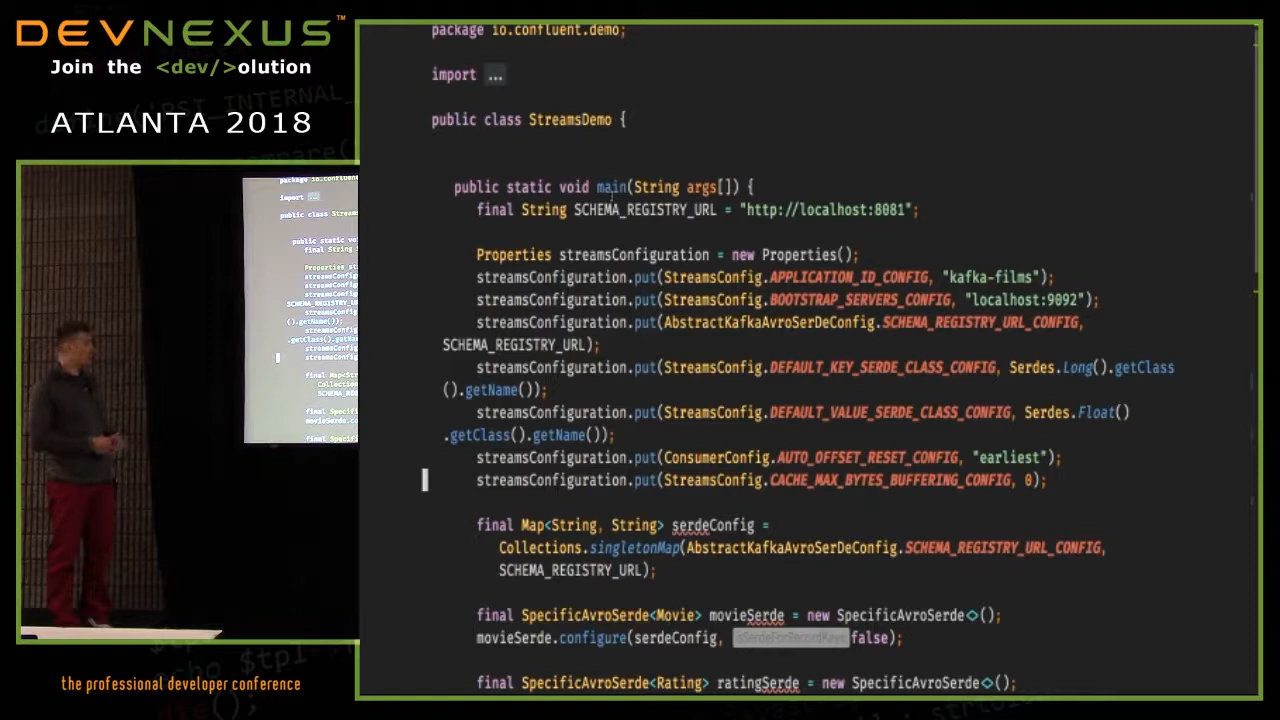 DEVNEXUS™
Join the <dev/>olution
ATLANTA 2018
the professional developer conference
package io.confluent.demo;
import ...
public class StreamsDemo {
public static void main(String args[]) {
final String SCHEMA_REGISTRY_URL = "http://localhost:8081";
Properties streamsConfiguration = new Properties();
streamsConfiguration.put(StreamsConfig.APPLICATION_ID_CONFIG, "kafka-films");
streamsConfiguration.put(StreamsConfig.BOOTSTRAP_SERVERS_CONFIG, "localhost:9092");
streamsConfiguration.put(AbstractKafkaAvroSerDeConfig.SCHEMA_REGISTRY_URL_CONFIG,
SCHEMA_REGISTRY_URL);
streamsConfiguration.put(StreamsConfig.DEFAULT_KEY_SERDE_CLASS_CONFIG, Serdes.Long().getClass
().getName());
streamsConfiguration.put(StreamsConfig.DEFAULT_VALUE_SERDE_CLASS_CONFIG, Serdes.Float()
.getClass().getName());
streamsConfiguration.put(ConsumerConfig.AUTO_OFFSET_RESET_CONFIG, "earliest");
streamsConfiguration.put(StreamsConfig.CACHE_MAX_BYTES_BUFFERING_CONFIG, 0);
final Map<String, String> serdeConfig =
Collections.singletonMap(AbstractKafkaAvroSerDeConfig.SCHEMA_REGISTRY_URL_CONFIG,
SCHEMA_REGISTRY_URL);
final SpecificAvroSerde<Movie> movieSerde = new SpecificAvroSerde<>();
movieSerde.configure(serdeConfig, false);
final SpecificAvroSerde<Rating> ratingSerde = new SpecificAvroSerde<>();